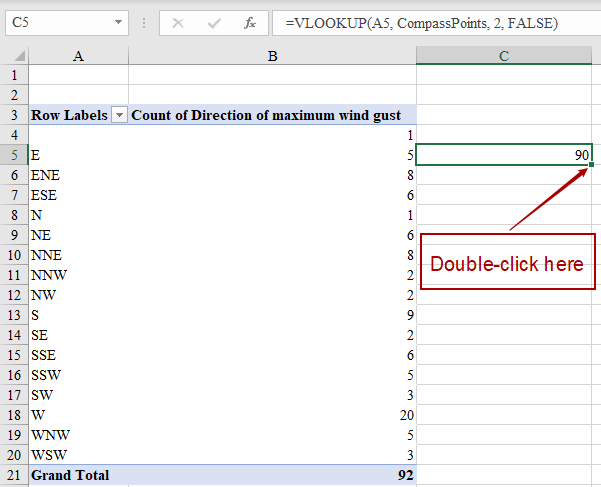 C5 fx =VLOOKUP(A5, CompassPoints, 2, FALSE)
A B C
1
2
3 Row Labels Count of Direction of maximum wind gust
4 1
5 E 5 90
6 ENE 8
7 ESE 6
8 N 1
9 NE 6
10 NNE 8
11 NNW 2
12 NW 2
13 S 9
14 SE 2
15 SSE 6
16 SSW 5
17 SW 3
18 W 20
19 WNW 5
20 WSW 3
21 Grand Total 92
Double-click here